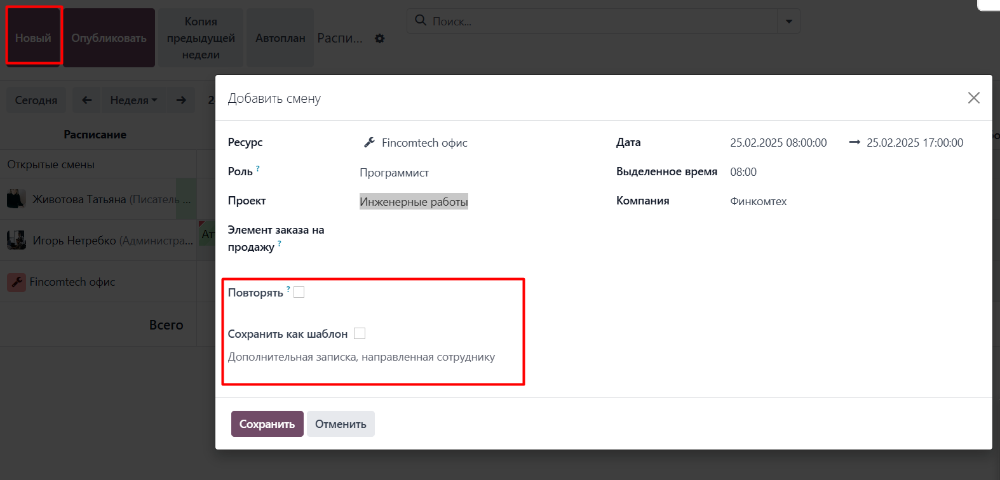 Новый
Опубликовать
Копия
предыдущей
недели
Автоплан
Распи...
Поиск...
Сегодня
Неделя
2
Расписание
Открытые смены
Животова Татьяна (Писатель ...
Игорь Нетребко (Администра...
Ат
Fincomtech офис
Всего
Добавить смену
Ресурс
Fincomtech офис
Дата
25.02.2025 08:00:00
25.02.2025 17:00:00
Роль ?
Программист
Выделенное время
08:00
Проект
Инженерные работы
Компания
Финкомтех
Элемент заказа на
продажу ?
Повторять ?
Сохранить как шаблон
Дополнительная записка, направленная сотруднику
Сохранить
Отменить